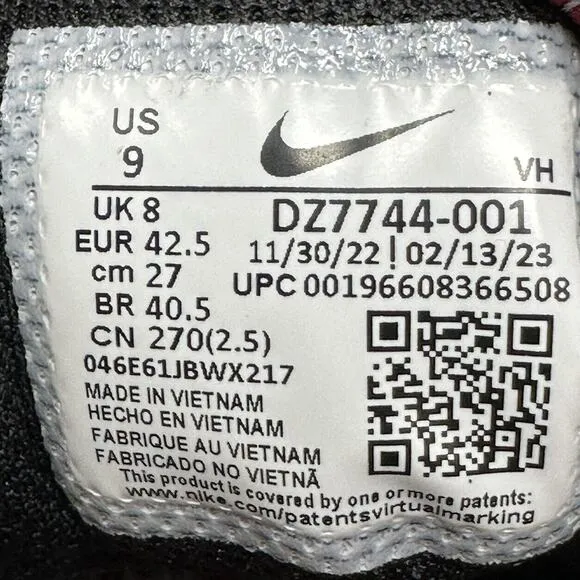 US
9
VH
UK 8
DZ7744-001
EUR 42.5
11/30/22 | 02/13/23
cm 27
UPC 00196608366508
BR 40.5
CN 270(2.5)
046E61JBWX217
MADE IN VIETNAM
HECHO EN VIETNAM
FABRIQUE AU VIETNAM
FABRICADO NO VIETNÃ
This product is covered by one or more patents:
www.nike.com/patentsvirtualmarking